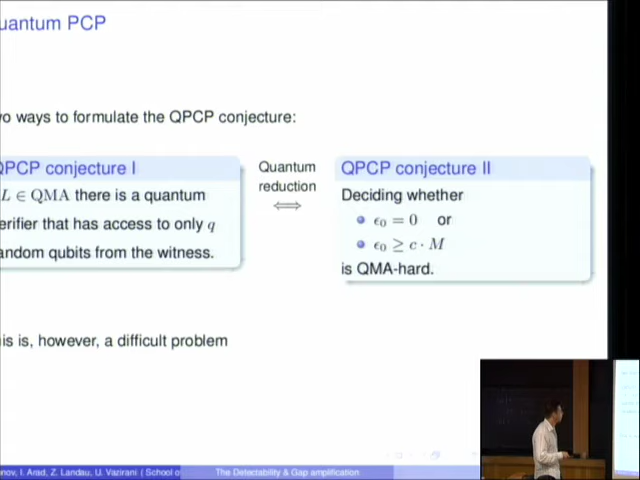 uantum PCP
wo ways to formulate the QPCP conjecture:
QPCP conjecture I
L ∈ QMA there is a quantum
erifier that has access to only q
andom qubits from the witness.
Quantum
reduction
⟺
QPCP conjecture II
Deciding whether
ϵ₀ = 0 or
ϵ₀ ≥ c · M
is QMA-hard.
is is, however, a difficult problem
nov, I. Arad, Z. Landau, U. Vazirani ( School o
The Detectability & Gap amplification